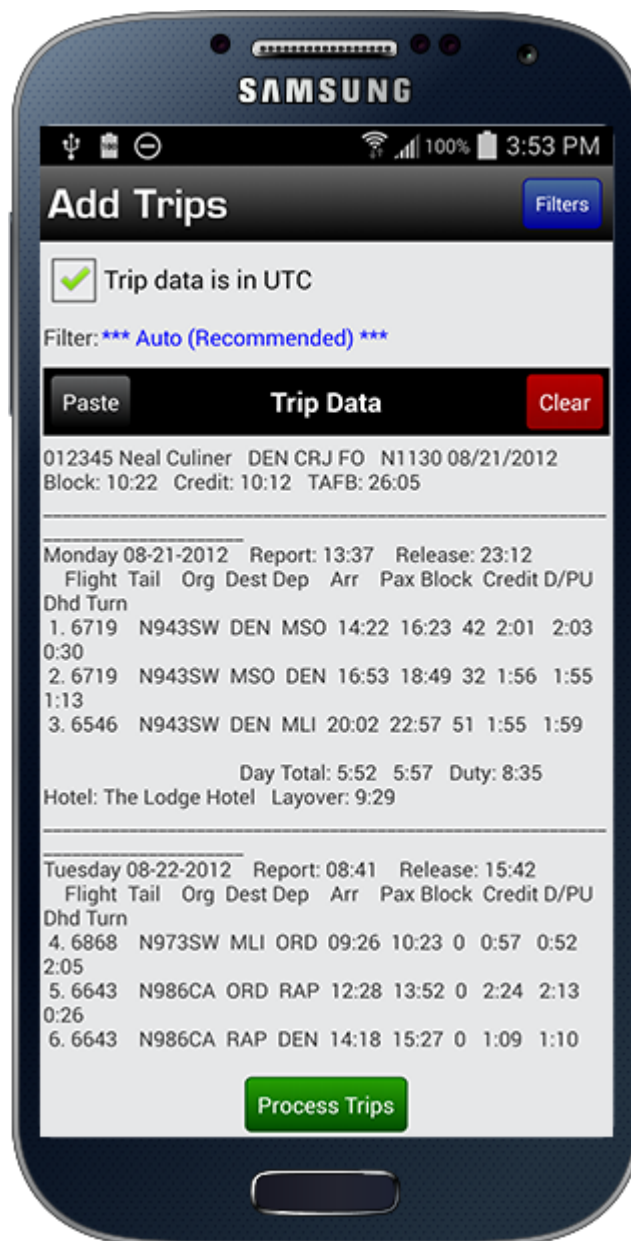 SAMSUNG
100% 3:53 PM
Add Trips
Filters
Trip data is in UTC
Filter: *** Auto (Recommended) ***
Paste
Trip Data
Clear
012345 Neal Culiner DEN CRJ FO N1130 08/21/2012
Block: 10:22 Credit: 10:12 TAFB: 26:05
Monday 08-21-2012 Report: 13:37 Release: 23:12
Flight Tail Org Dest Dep Arr Pax Block Credit D/PU
Dhd Turn
1. 6719 N943SW DEN MSO 14:22 16:23 42 2:01 2:03
0:30
2. 6719 N943SW MSO DEN 16:53 18:49 32 1:56 1:55
1:13
3. 6546 N943SW DEN MLI 20:02 22:57 51 1:55 1:59
Day Total: 5:52 5:57 Duty: 8:35
Hotel: The Lodge Hotel Layover: 9:29
Tuesday 08-22-2012 Report: 08:41 Release: 15:42
Flight Tail Org Dest Dep Arr Pax Block Credit D/PU
Dhd Turn
4. 6868 N973SW MLI ORD 09:26 10:23 0 0:57 0:52
2:05
5. 6643 N986CA ORD RAP 12:28 13:52 0 2:24 2:13
0:26
6. 6643 N986CA RAP DEN 14:18 15:27 0 1:09 1:10
Process Trips